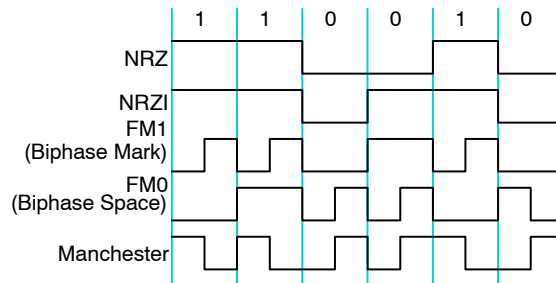 1 1 0 0 1 0
NRZ
NRZI
FM1
(Biphase Mark)
FM0
(Biphase Space)
Manchester